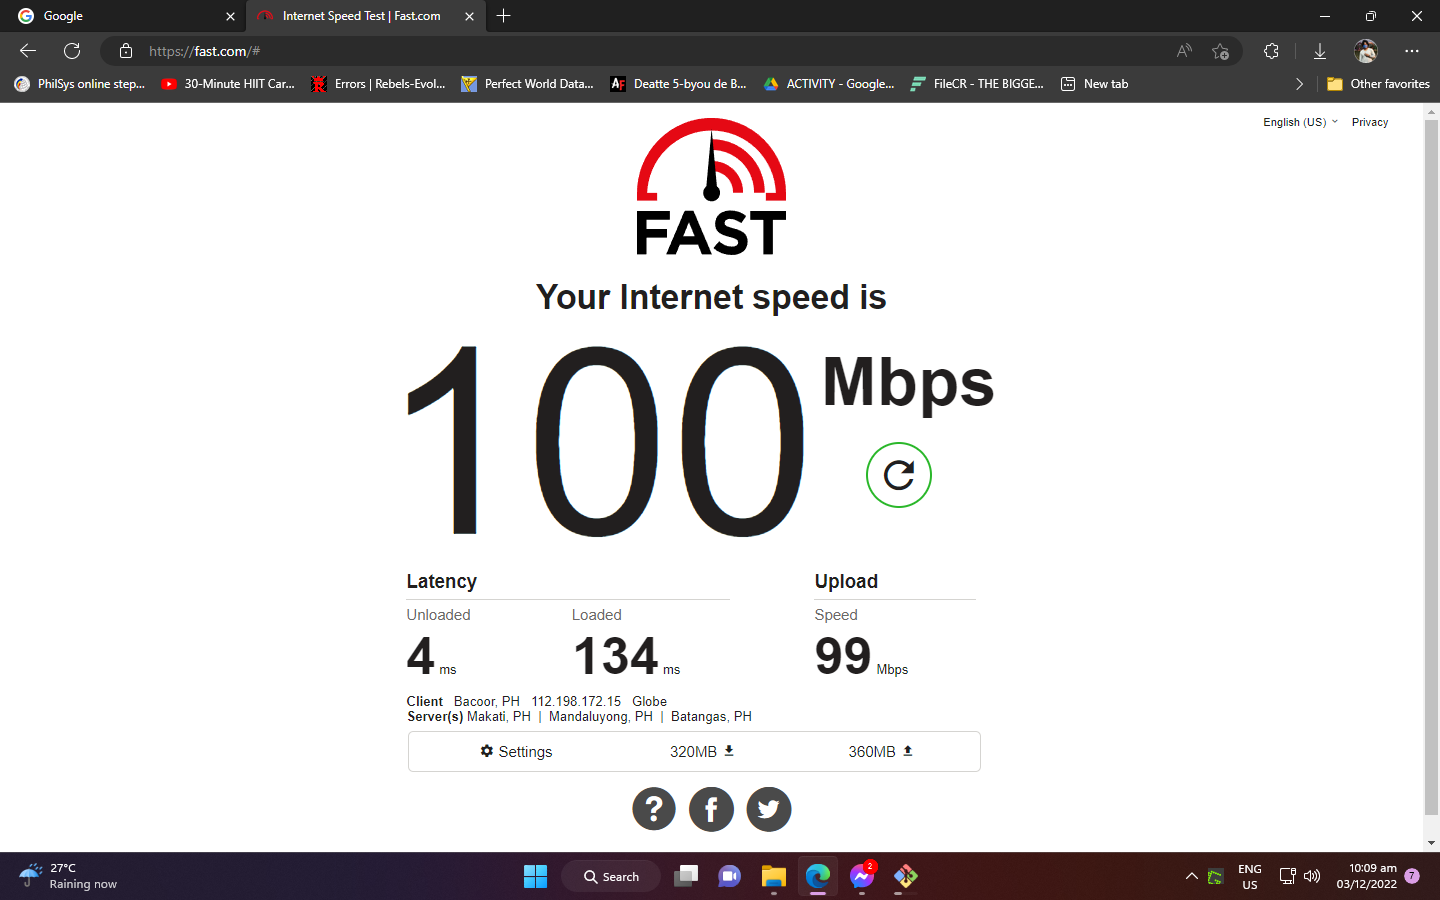 Google
Internet Speed Test | Fast.com
https://fast.com/#
PhilSys online step...
30-Minute HIIT Car...
Errors | Rebels-Evol...
Perfect World Data...
AF
Deatte 5-byou de B...
ACTIVITY - Google...
FileCR - THE BIGGE...
New tab
Other favorites
English (US)
Privacy
FAST
Your Internet speed is
100 Mbps
Latency
Upload
Unloaded Loaded
Speed
4 ms 134 ms
99 Mbps
Client Bacoor, PH 112.198.172.15 Globe
Server(s) Makati, PH | Mandaluyong, PH | Batangas, PH
Settings 320MB 360MB
? f
27°C
Raining now
Search
2
ENG
US
10:09 am
03/12/2022
7